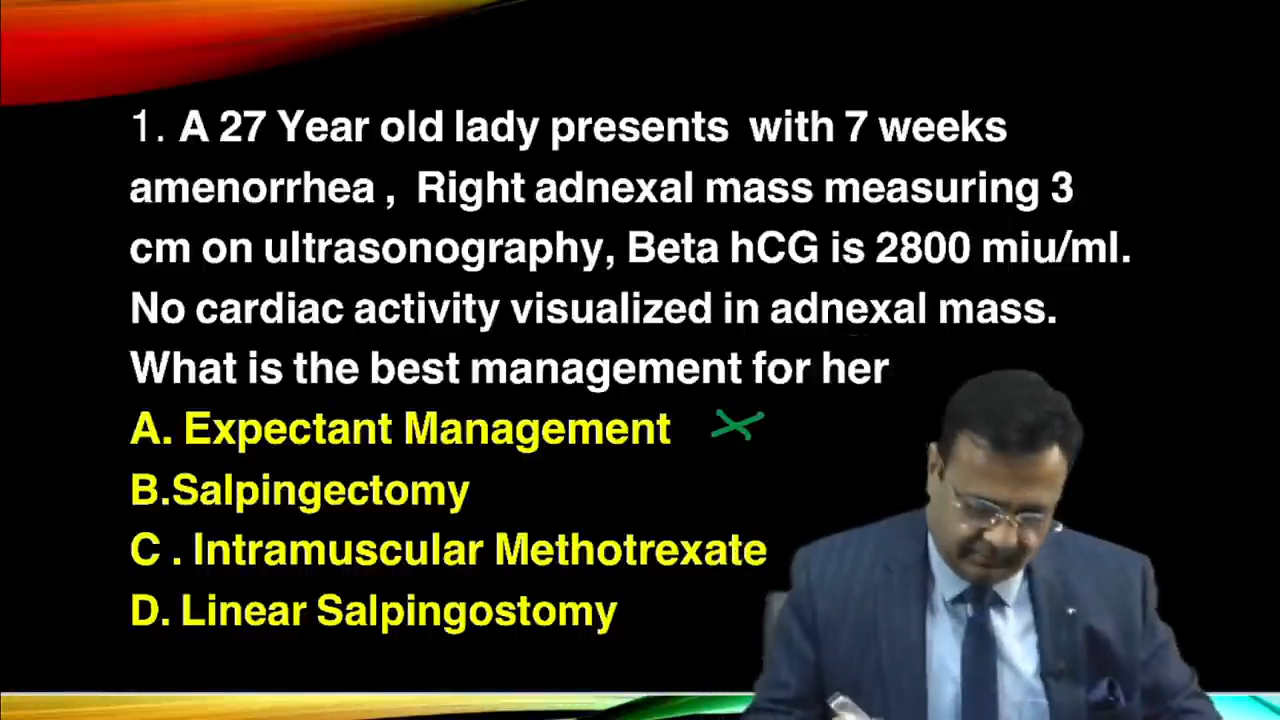 1. A 27 Year old lady presents with 7 weeks
amenorrhea , Right adnexal mass measuring 3
cm on ultrasonography, Beta hCG is 2800 miu/ml.
No cardiac activity visualized in adnexal mass.
What is the best management for her
A. Expectant Management
B.Salpingectomy
C . Intramuscular Methotrexate
D. Linear Salpingostomy